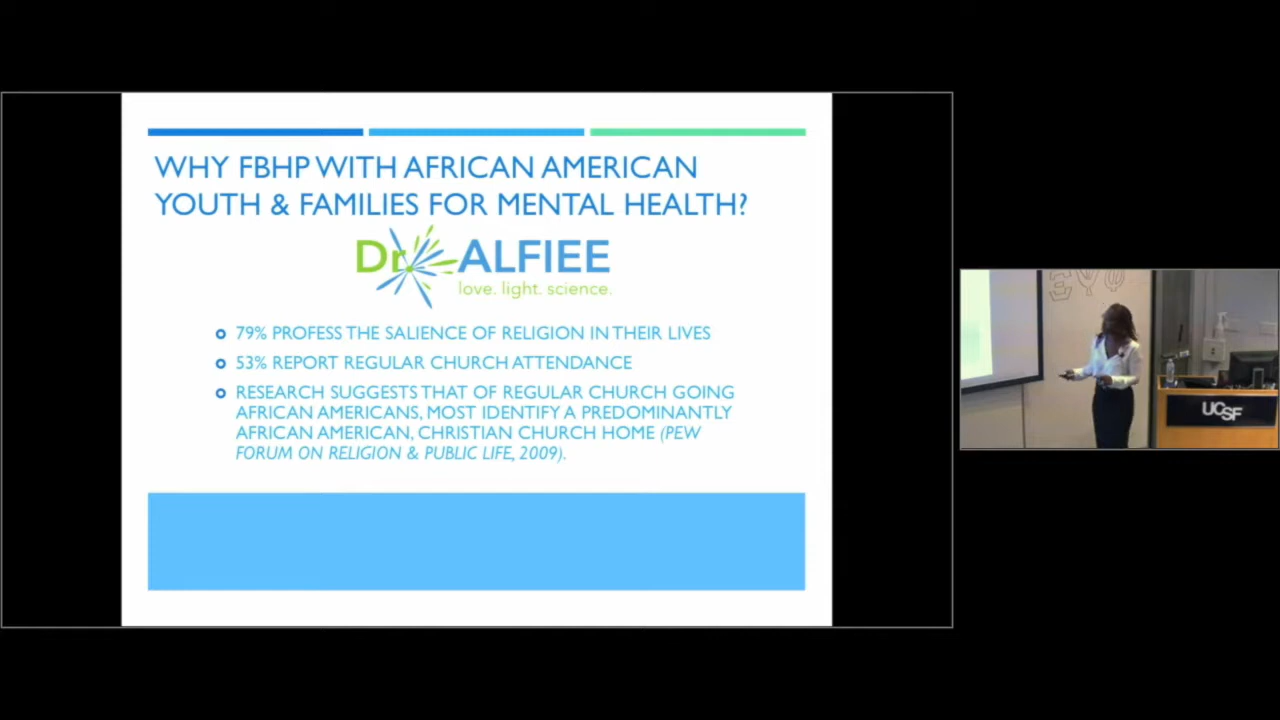 WHY FBHP WITH AFRICAN AMERICAN
YOUTH & FAMILIES FOR MENTAL HEALTH?
Dr ALFIEE
love. light. science.
79% PROFESS THE SALIENCE OF RELIGION IN THEIR LIVES
53% REPORT REGULAR CHURCH ATTENDANCE
RESEARCH SUGGESTS THAT OF REGULAR CHURCH GOING
AFRICAN AMERICANS, MOST IDENTIFY A PREDOMINANTLY
AFRICAN AMERICAN, CHRISTIAN CHURCH HOME (PEW
FORUM ON RELIGION & PUBLIC LIFE, 2009).
UCSF